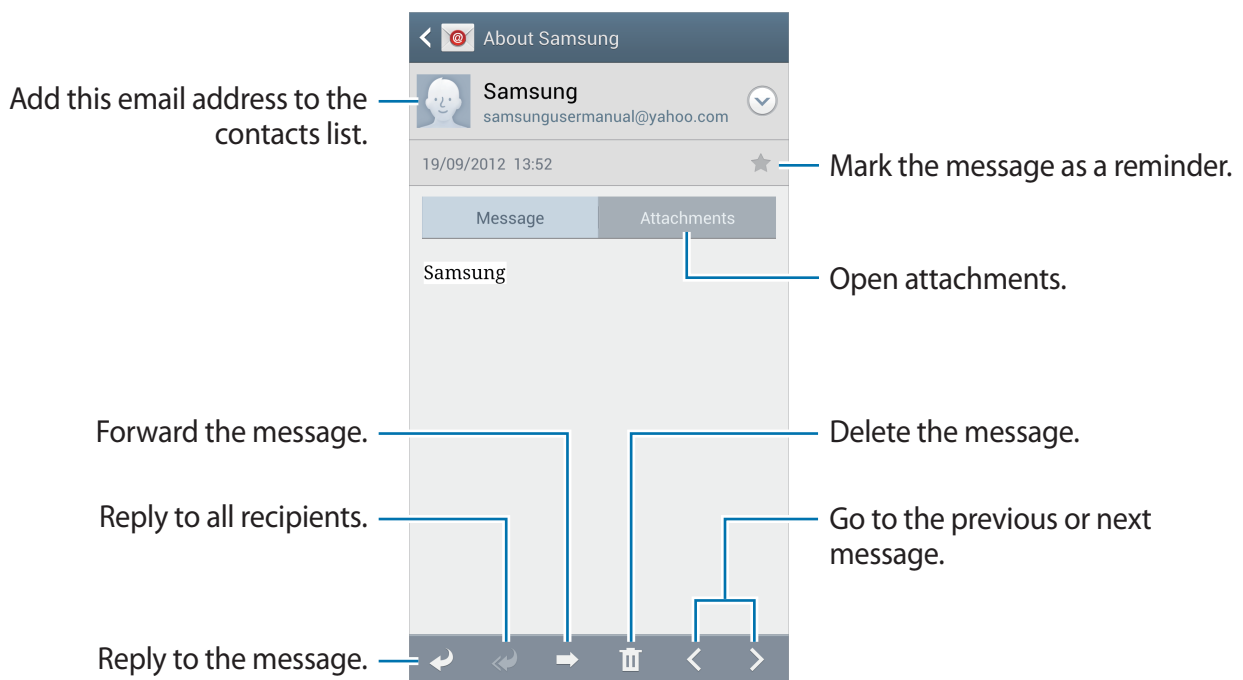 About Samsung
Add this email address to the
contacts list.
Samsung
samsungusermanual@yahoo.com
19/09/2012 13:52
Mark the message as a reminder.
Message
Attachments
Samsung
Open attachments.
Forward the message.
Delete the message.
Reply to all recipients.
Go to the previous or next
message.
Reply to the message.